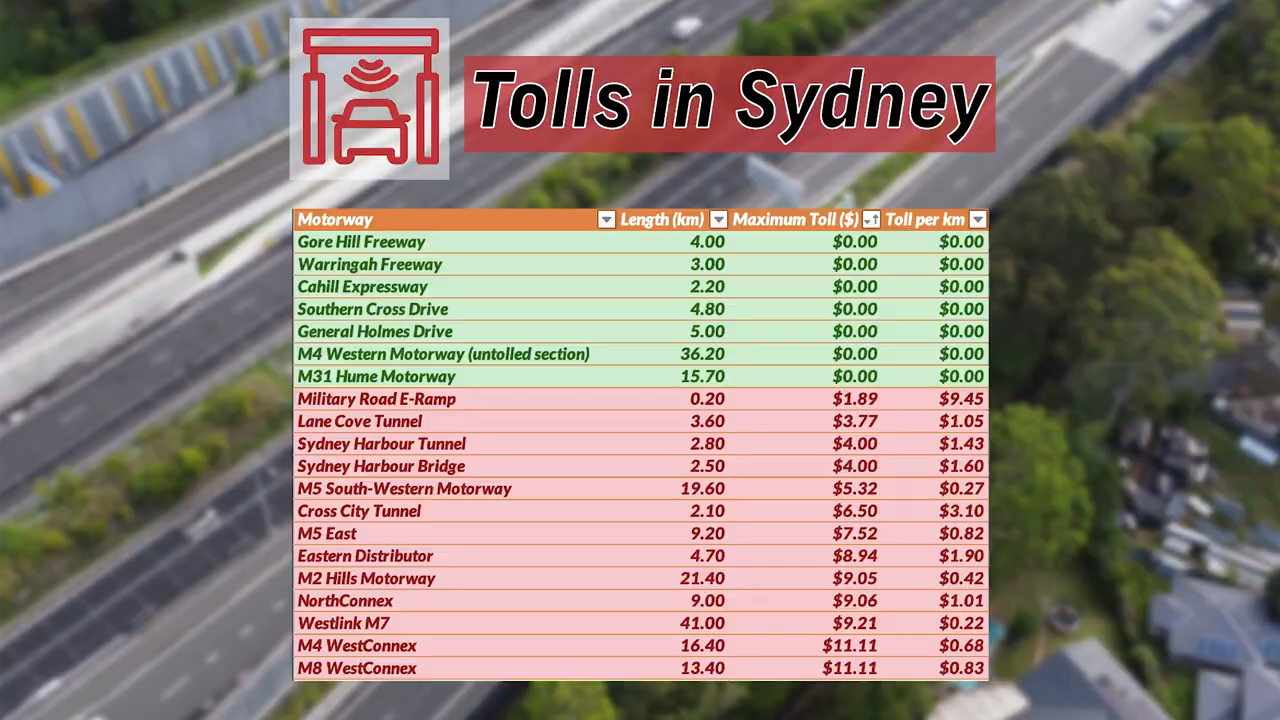 Tolls in Sydney
Motorway Length (km) Maximum Toll ($) Toll per km
Gore Hill Freeway 4.00 $0.00 $0.00
Warringah Freeway 3.00 $0.00 $0.00
Cahill Expressway 2.20 $0.00 $0.00
Southern Cross Drive 4.80 $0.00 $0.00
General Holmes Drive 5.00 $0.00 $0.00
M4 Western Motorway (untolled section) 36.20 $0.00 $0.00
M31 Hume Motorway 15.70 $0.00 $0.00
Military Road E-Ramp 0.20 $1.89 $9.45
Lane Cove Tunnel 3.60 $3.77 $1.05
Sydney Harbour Tunnel 2.80 $4.00 $1.43
Sydney Harbour Bridge 2.50 $4.00 $1.60
M5 South-Western Motorway 19.60 $5.32 $0.27
Cross City Tunnel 2.10 $6.50 $3.10
M5 East 9.20 $7.52 $0.82
Eastern Distributor 4.70 $8.94 $1.90
M2 Hills Motorway 21.40 $9.05 $0.42
NorthConnex 9.00 $9.06 $1.01
Westlink M7 41.00 $9.21 $0.22
M4 WestConnex 16.40 $11.11 $0.68
M8 WestConnex 13.40 $11.11 $0.83